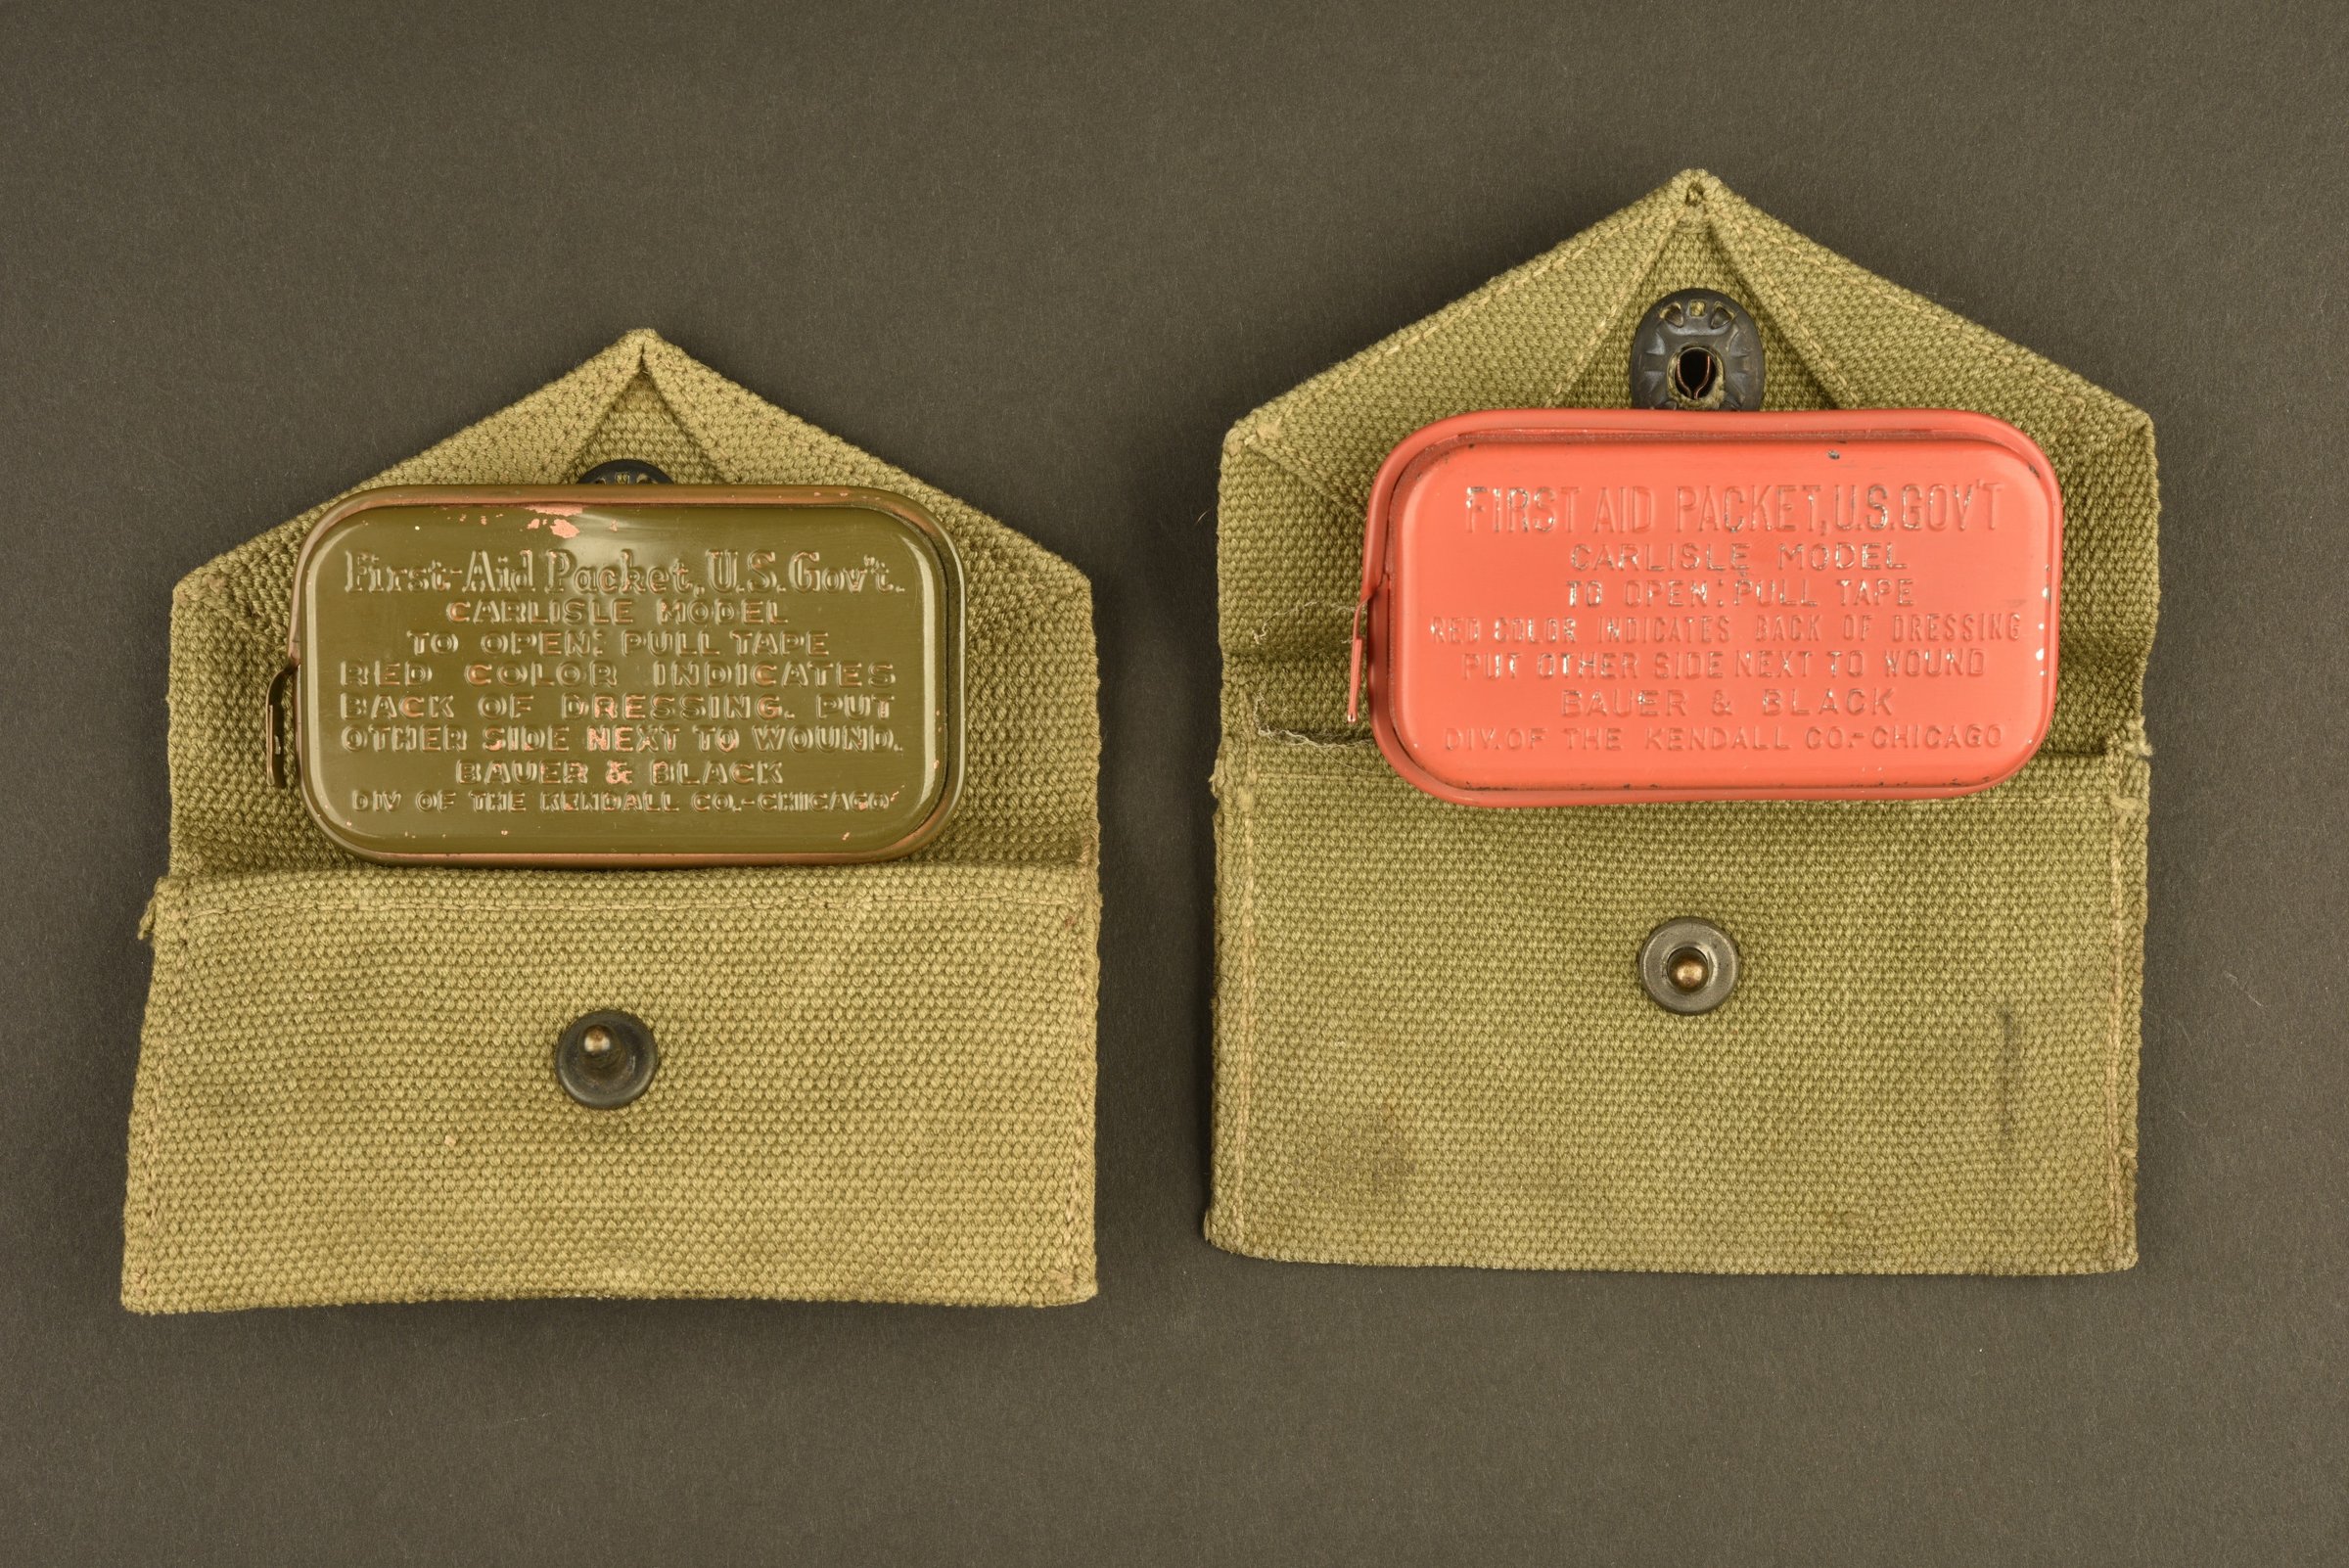 First-Aid Packet, U.S. Gov't.
CARLISLE MODEL
TO OPEN: PULL TAPE
RED COLOR INDICATES
BACK OF DRESSING. PUT
OTHER SIDE NEXT TO WOUND.
BAUER & BLACK
DIV OF THE KENDALL CO.-CHICAGO
FIRST AID PACKET, U.S. GOV'T
CARLISLE MODEL
TO OPEN: PULL TAPE
RED COLOR INDICATES BACK OF DRESSING
PUT OTHER SIDE NEXT TO WOUND
BAUER & BLACK
DIV. OF THE KENDALL CO.-CHICAGO